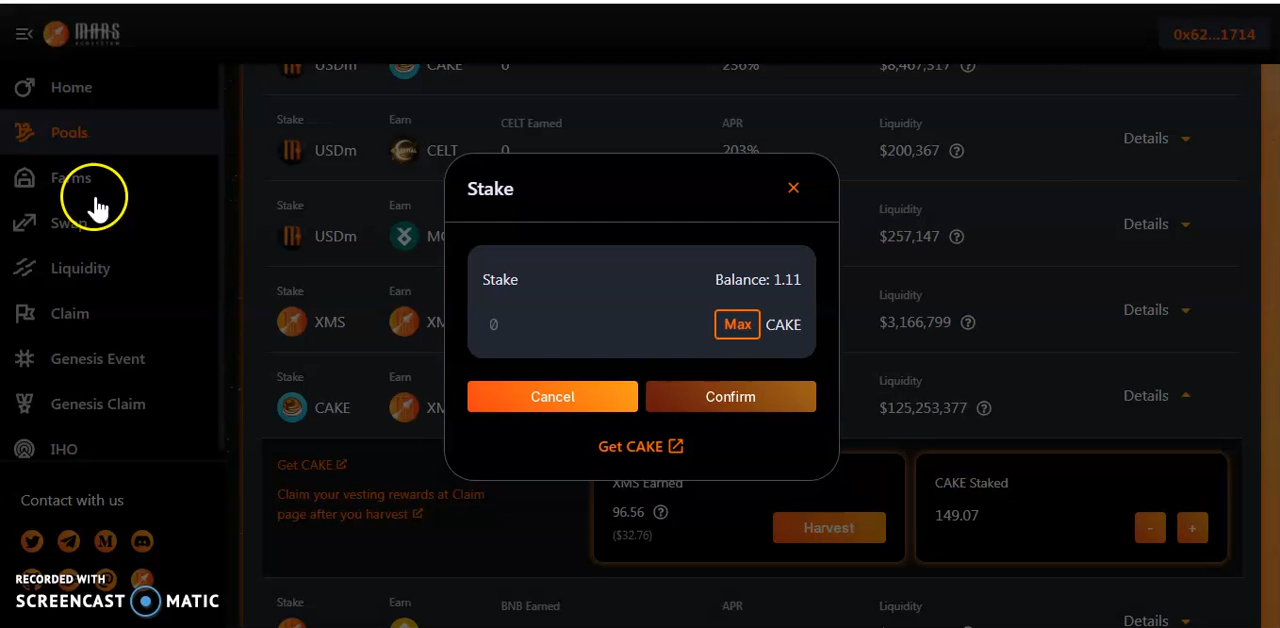 MARS
ECOSYSTEM
0x62...1714
Home
Pools
Farms
Swap
Liquidity
Claim
Genesis Event
Genesis Claim
IHO
Contact with us
RECORDED WITH
SCREENCAST MATIC
USDm CAKE 0 236% $8,467,317
Stake Earn CELT Earned APR Liquidity
USDm CELT 0 203% $200,367 Details
Stake Earn Liquidity
USDm $257,147 Details
Stake Earn Liquidity
XMS $3,166,799 Details
Stake Earn Liquidity
CAKE $125,253,377 Details
Stake
Stake Balance: 1.11
0 Max CAKE
Cancel Confirm
Get CAKE
Get CAKE
Claim your vesting rewards at Claim
page after you harvest
XMS Earned
96.56
($32.76)
Harvest
CAKE Staked
149.07
- +
Stake Earn BNB Earned APR Liquidity
Details